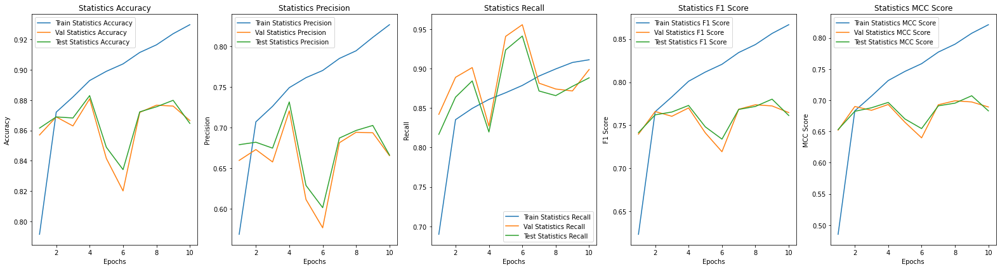 Statistics Accuracy
Train Statistics Accuracy
Val Statistics Accuracy
Test Statistics Accuracy
Accuracy
0.92
0.90
0.88
0.86
0.84
0.82
0.80
2 4 6 8 10
Epochs
Statistics Precision
Train Statistics Precision
Val Statistics Precision
Test Statistics Precision
Precision
0.80
0.75
0.70
0.65
0.60
2 4 6 8 10
Epochs
Statistics Recall
Recall
0.95
0.90
0.85
0.80
0.75
0.70
Train Statistics Recall
Val Statistics Recall
Test Statistics Recall
2 4 6 8 10
Epochs
Statistics F1 Score
Train Statistics F1 Score
Val Statistics F1 Score
Test Statistics F1 Score
F1 Score
0.85
0.80
0.75
0.70
0.65
2 4 6 8 10
Epochs
Statistics MCC Score
Train Statistics MCC Score
Val Statistics MCC Score
Test Statistics MCC Score
MCC Score
0.80
0.75
0.70
0.65
0.60
0.55
0.50
2 4 6 8 10
Epochs